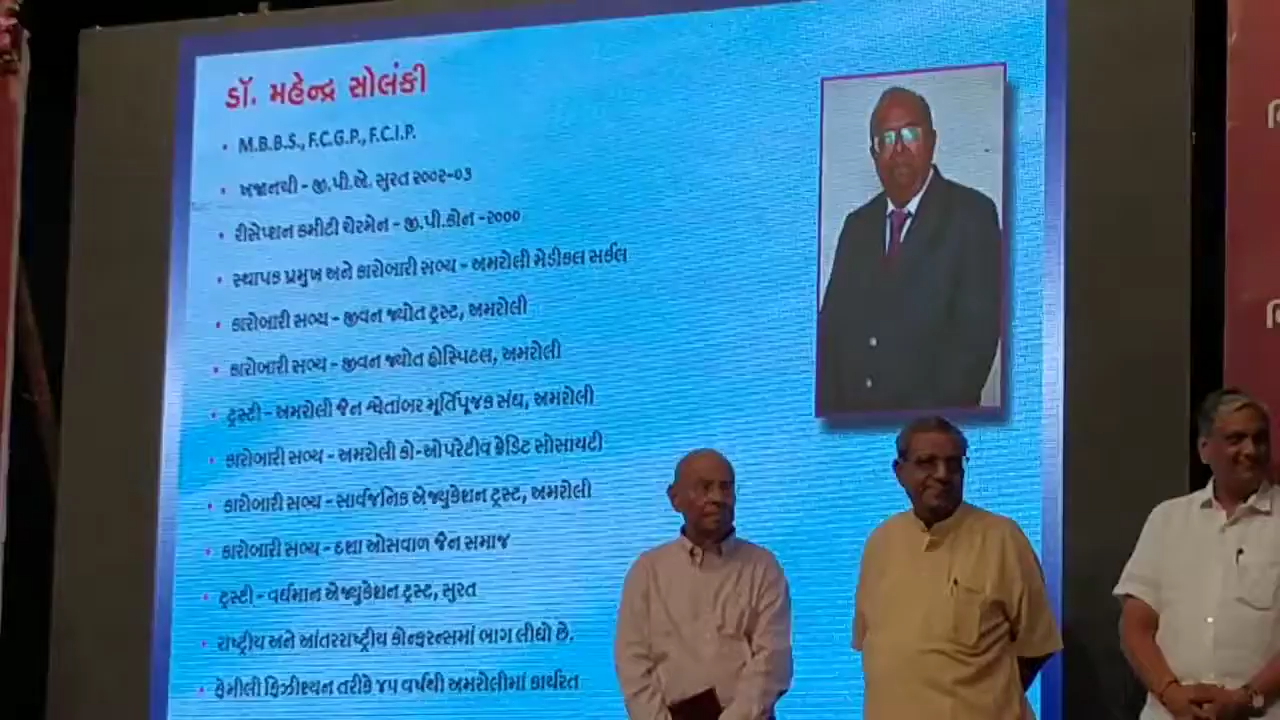 ડૉ. મહેન્દ્ર સોલંકી
• M.B.B.S., F.C.G.P., F.C.I.P.
• ખજાનચી - જી.પી.એ. સુરત ૨૦૦૨-૦૩
• રીસેપ્શન કમીટી ચેરમેન - જી.પી.કોન -૨૦૦૦
• સ્થાપક પ્રમુખ અને કારોબારી સભ્ય - અમરોલી મેડીકલ સર્કલ
• કારોબારી સભ્ય - જીવન જ્યોત ટ્રસ્ટ, અમરોલી
• કારોબારી સભ્ય - જીવન જ્યોત હોસ્પિટલ, અમરોલી
• ટ્રસ્ટી - અમરોલી જૈન શ્વેતાંબર મૂર્તિપૂજક સંઘ, અમરોલી
• કારોબારી સભ્ય - અમરોલી કો-ઓપરેટીવ ક્રેડિટ સોસાયટી
• કારોબારી સભ્ય - સાર્વજનિક એજ્યુકેશન ટ્રસ્ટ, અમરોલી
• કારોબારી સભ્ય - દશા ઓસવાળ જૈન સમાજ
• ટ્રસ્ટી - વર્ધમાન એજ્યુકેશન ટ્રસ્ટ, સુરત
• રાષ્ટ્રીય અને આંતરરાષ્ટ્રીય કોન્ફરન્સમાં ભાગ લીધો છે.
• ફેમીલી ફિઝીશ્યન તરીકે ૪૫ વર્ષથી અમરોલીમાં કાર્યરત